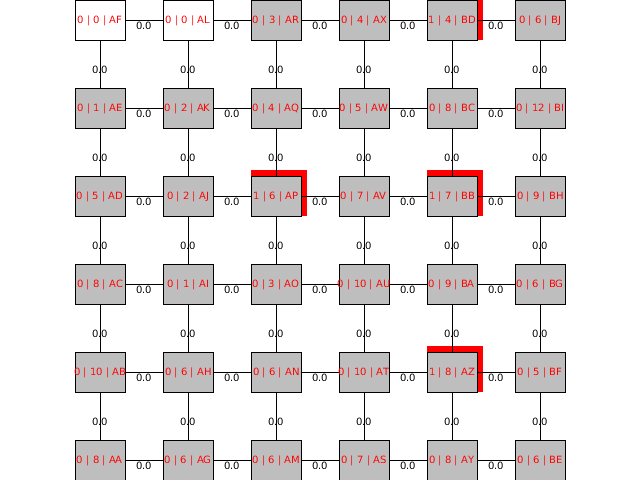 0 | 0 | AF 0.0 0 | 0 | AL 0.0 0 | 3 | AR 0.0 0 | 4 | AX 0.0 1 | 4 | BD 0.0 0 | 6 | BJ
0.0 0.0 0.0 0.0 0.0 0.0
0 | 1 | AE 0.0 0 | 2 | AK 0.0 0 | 4 | AQ 0.0 0 | 5 | AW 0.0 0 | 8 | BC 0.0 0 | 12 | BI
0.0 0.0 0.0 0.0 0.0 0.0
0 | 5 | AD 0.0 0 | 2 | AJ 0.0 1 | 6 | AP 0.0 0 | 7 | AV 0.0 1 | 7 | BB 0.0 0 | 9 | BH
0.0 0.0 0.0 0.0 0.0 0.0
0 | 8 | AC 0.0 0 | 1 | AI 0.0 0 | 3 | AO 0.0 0 | 10 | AU 0.0 0 | 9 | BA 0.0 0 | 6 | BG
0.0 0.0 0.0 0.0 0.0 0.0
0 | 10 | AB 0.0 0 | 6 | AH 0.0 0 | 6 | AN 0.0 0 | 10 | AT 0.0 1 | 8 | AZ 0.0 0 | 5 | BF
0.0 0.0 0.0 0.0 0.0 0.0
0 | 8 | AA 0.0 0 | 6 | AG 0.0 0 | 6 | AM 0.0 0 | 7 | AS 0.0 0 | 8 | AY 0.0 0 | 6 | BE